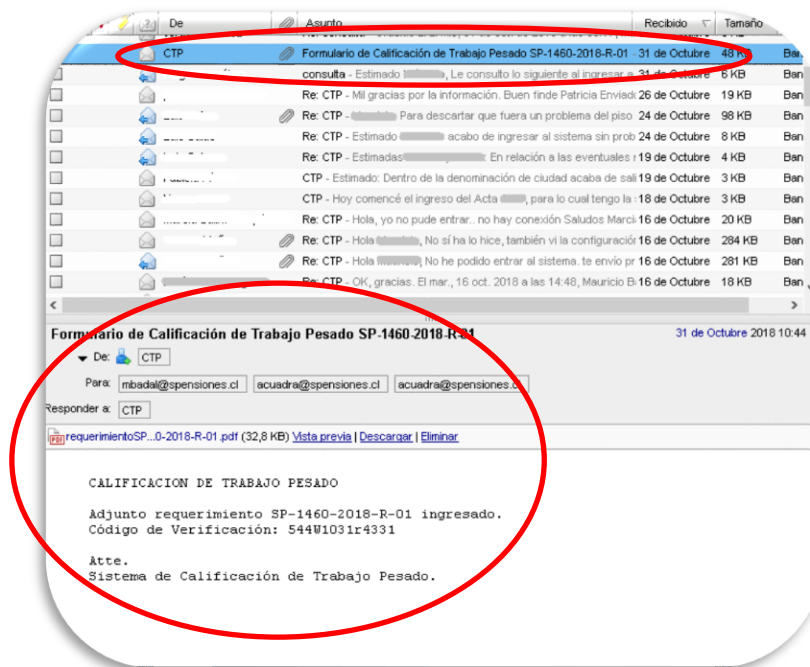 De Asunto Recibido Tamaño
CTP Formulario de Calificación de Trabajo Pesado SP-1460-2018-R-01 - 31 de Octubre 48 KB Ban
consulta - Estimado , Le consulto lo siguiente al ingresar a 31 de Octubre 6 KB Ban
Re: CTP - Mil gracias por la información. Buen finde Patricia Enviado 26 de Octubre 19 KB Ban
Re: CTP - Para descartar que fuera un problema del piso 24 de Octubre 98 KB Ban
Re: CTP - Estimado acabo de ingresar al sistema sin prob 24 de Octubre 8 KB Ban
Re: CTP - Estimadas En relación a las eventuales r 19 de Octubre 4 KB Ban
CTP - Estimado: Dentro de la denominación de ciudad acaba de sali 19 de Octubre 3 KB Ban
CTP - Hoy comencé el ingreso del Acta , para lo cual tengo la 18 de Octubre 3 KB Ban
Re: CTP - Hola, yo no pude entrar.. no hay conexión Saludos Marci 16 de Octubre 20 KB Ban
Re: CTP - Hola , No sí ha lo hice, también vi la configuració 16 de Octubre 284 KB Ban
Re: CTP - Hola , No he podido entrar al sistema. te envío pr 16 de Octubre 281 KB Ban
Re: CTP - OK, gracias. El mar., 16 oct. 2018 a las 14:48, Mauricio B 16 de Octubre 18 KB Ban
Formulario de Calificación de Trabajo Pesado SP-1460-2018-R-01 31 de Octubre 2018 10:44
De: CTP
Para: mbadal@spensiones.cl acuadra@spensiones.cl acuadra@spensiones.cl
Responder a: CTP
requerimientoSP...0-2018-R-01.pdf (32,8 KB) Vista previa | Descargar | Eliminar
CALIFICACION DE TRABAJO PESADO
Adjunto requerimiento SP-1460-2018-R-01 ingresado.
Código de Verificación: 544W1031r4331
Atte.
Sistema de Calificación de Trabajo Pesado.